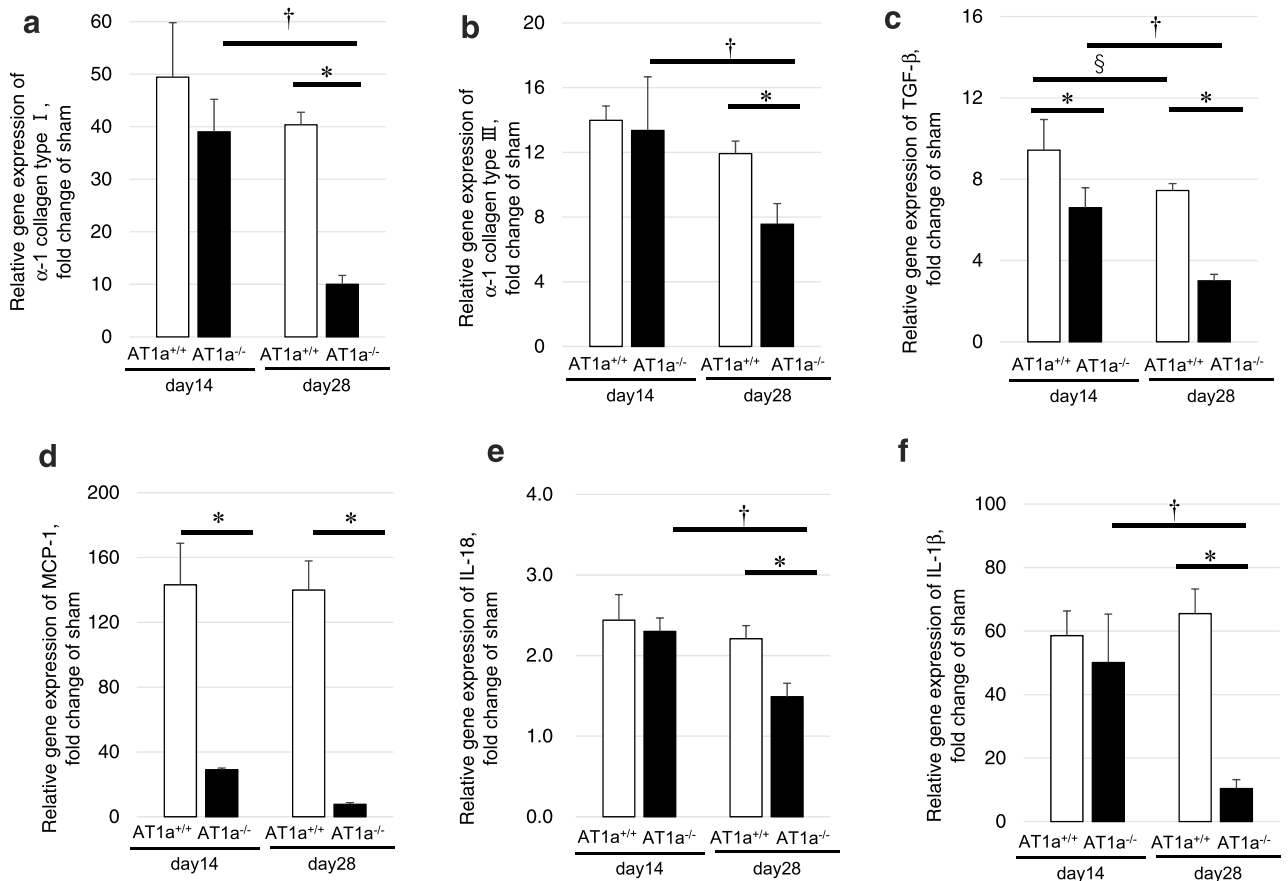 a
Relative gene expression of
α-1 collagen type Ⅰ,
fold change of sham
60
50
40
30
20
10
0
†
*
AT1a+/+ AT1a-/- AT1a+/+ AT1a-/-
day14 day28
b
Relative gene expression of
α-1 collagen type Ⅲ,
fold change of sham
20
16
12
8
4
0
†
*
AT1a+/+ AT1a-/- AT1a+/+ AT1a-/-
day14 day28
c
Relative gene expression of TGF-β,
fold change of sham
16
12
8
4
0
†
§
* *
AT1a+/+ AT1a-/- AT1a+/+ AT1a-/-
day14 day28
d
Relative gene expression of MCP-1,
fold change of sham
200
160
120
80
40
0
* *
AT1a+/+ AT1a-/- AT1a+/+ AT1a-/-
day14 day28
e
Relative gene expression of IL-18,
fold change of sham
4.0
3.0
2.0
1.0
0.0
†
*
AT1a+/+ AT1a-/- AT1a+/+ AT1a-/-
day14 day28
f
Relative gene expression of IL-1β,
fold change of sham
100
80
60
40
20
0
†
*
AT1a+/+ AT1a-/- AT1a+/+ AT1a-/-
day14 day28